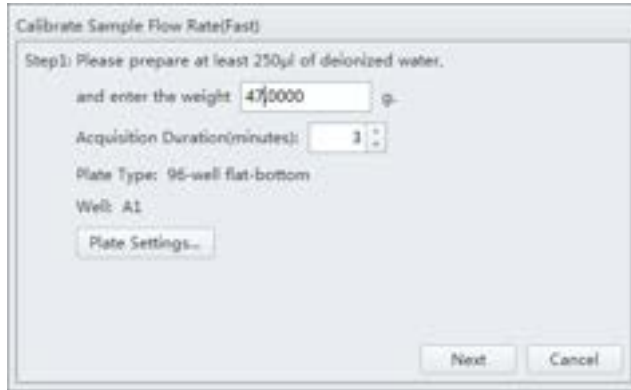 Calibrate Sample Flow Rate(Fast)
Step1: Please prepare at least 250µl of deionized water,
and enter the weight 47.0000 g.
Acquisition Duration(minutes): 3
Plate Type: 96-well flat-bottom
Well: A1
Plate Settings...
Next Cancel